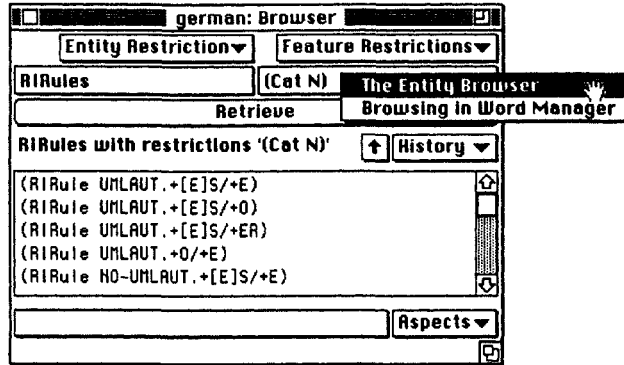 german: Browser
Entity Restriction▼ Feature Restrictions▼
RIRules (Cat N)
The Entity Browser
Retrieve
Browsing in Word Manager
RIRules with restrictions '(Cat N)' ↑ History ▼
(RIRule UMLAUT.+[E]S/+E)
(RIRule UMLAUT.+[E]S/+0)
(RIRule UMLAUT.+[E]S/+ER)
(RIRule UMLAUT.+0/+E)
(RIRule NO~UMLAUT.+[E]S/+E)
Aspects ▼